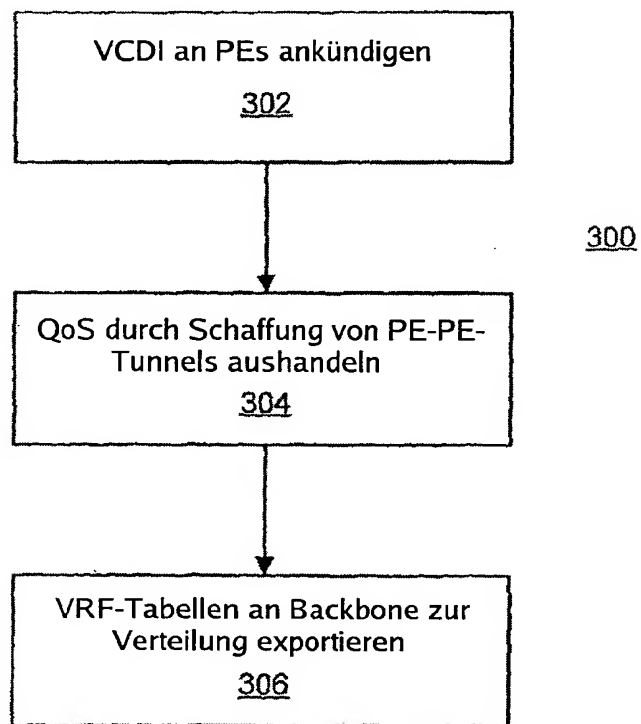 VCDI an PEs ankündigen
302
300
QoS durch Schaffung von PE-PE-
Tunnels aushandeln
304
VRF-Tabellen an Backbone zur
Verteilung exportieren
306